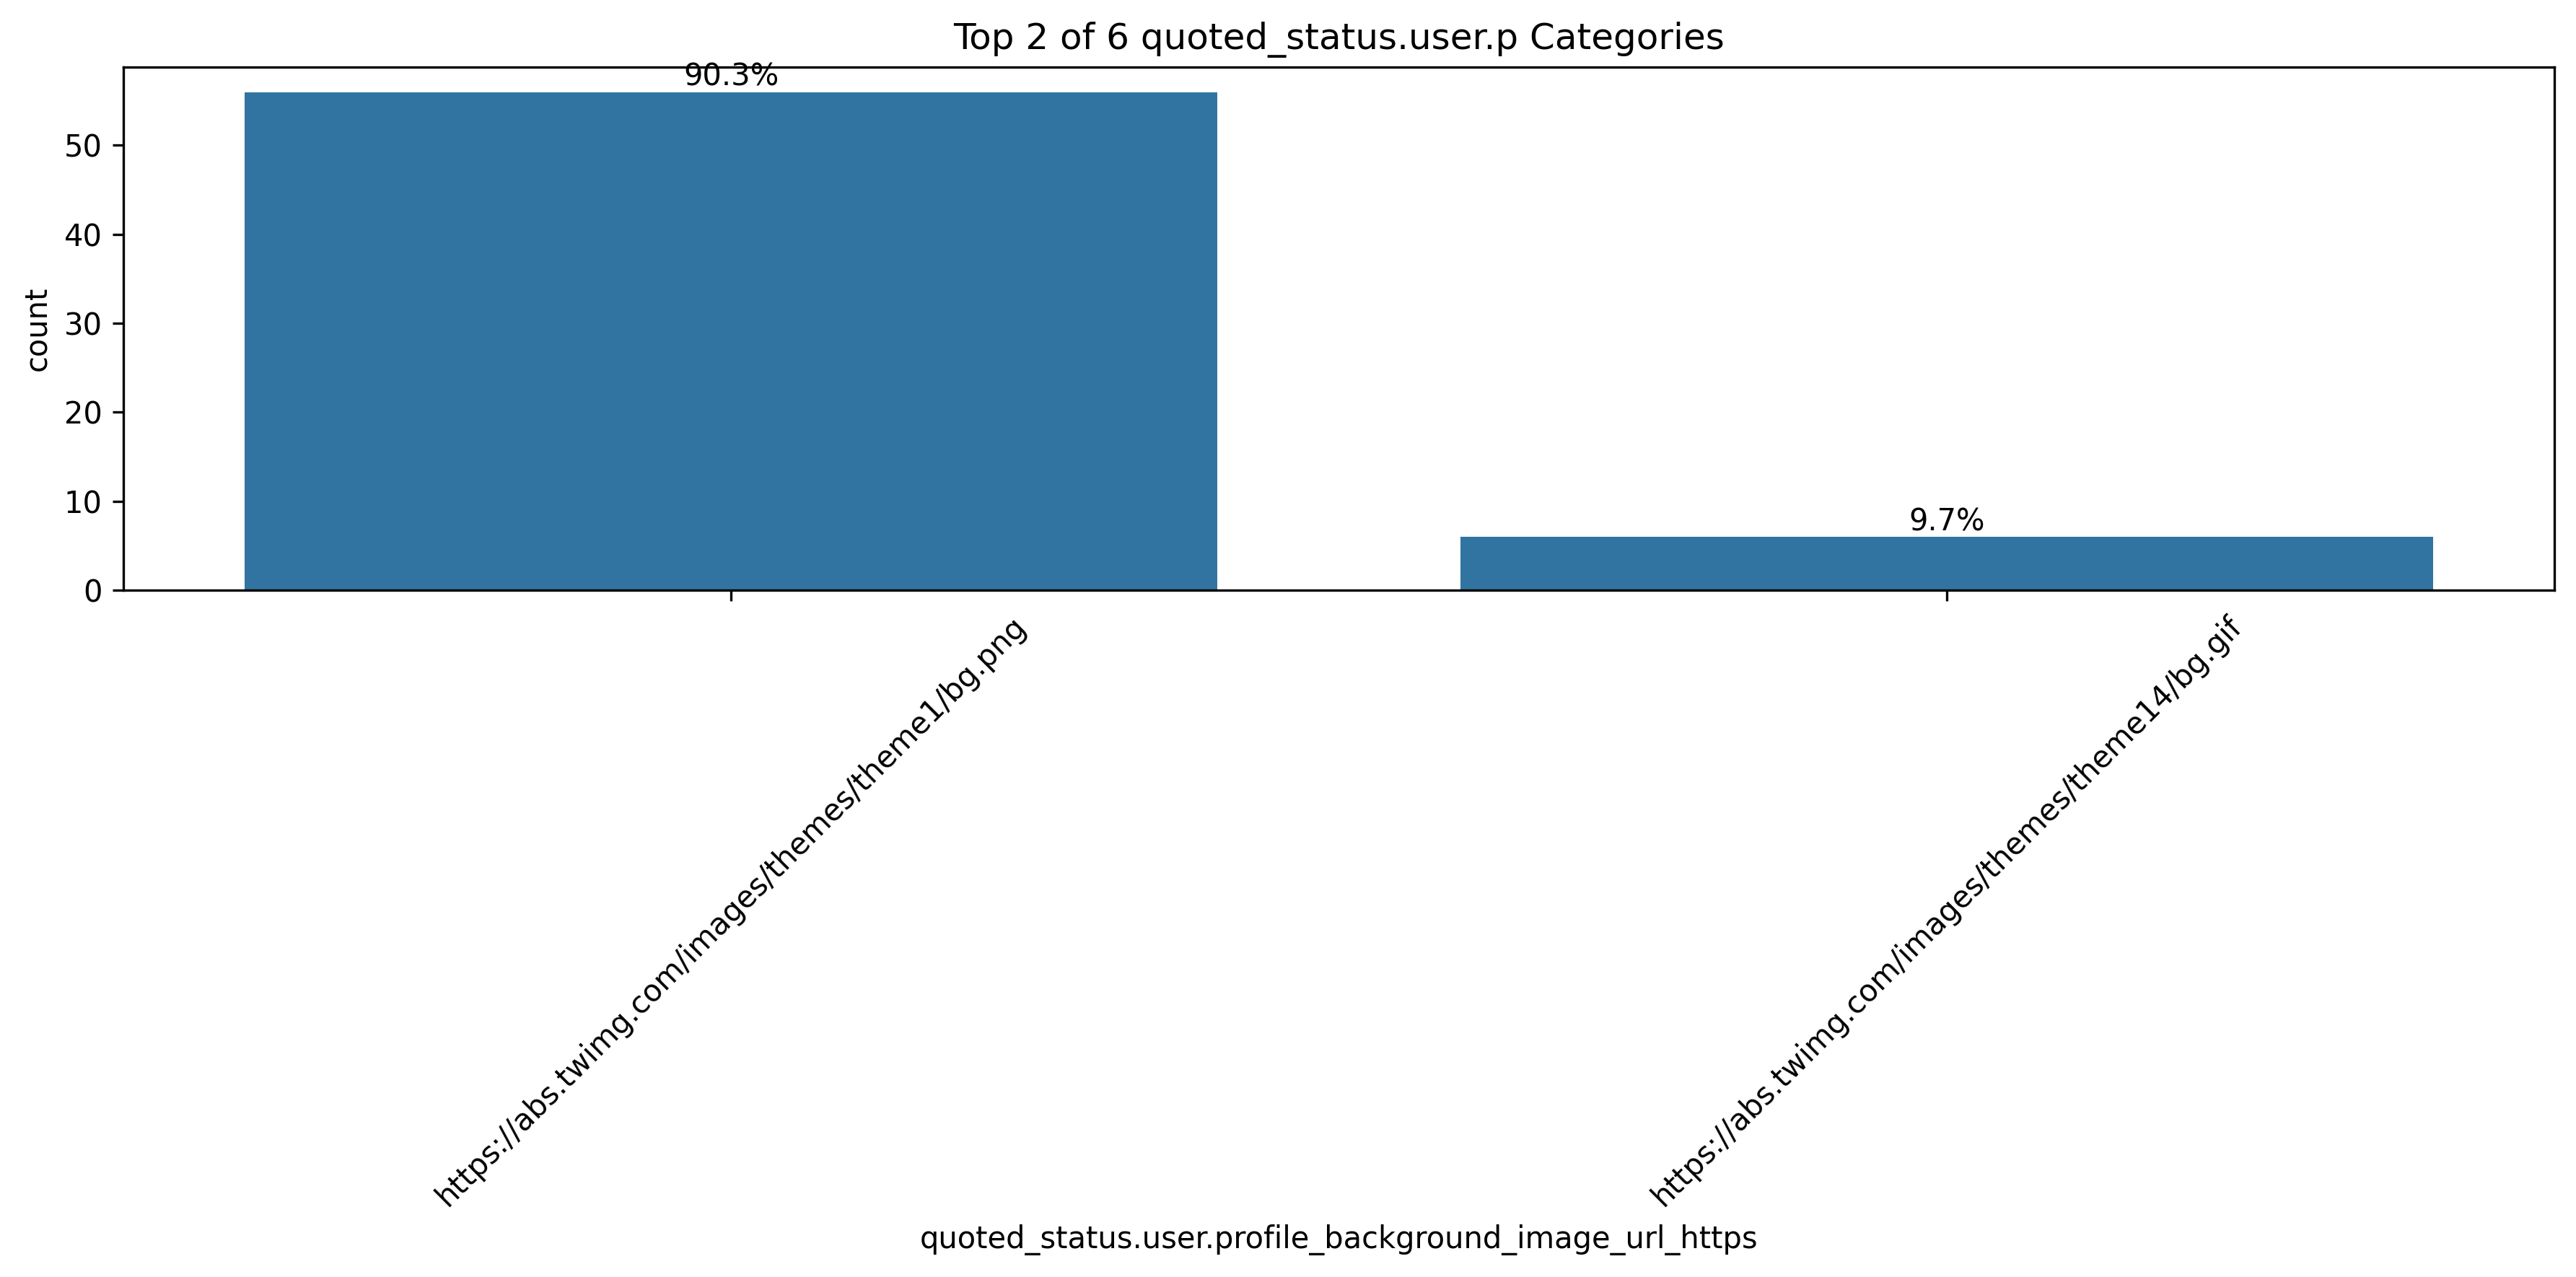 Top 2 of 6 quoted_status.user.p Categories
90.3%
9.7%
50
40
30
20
10
0
count
https://abs.twimg.com/images/themes/theme1/bg.png
https://abs.twimg.com/images/themes/theme14/bg.gif
quoted_status.user.profile_background_image_url_https